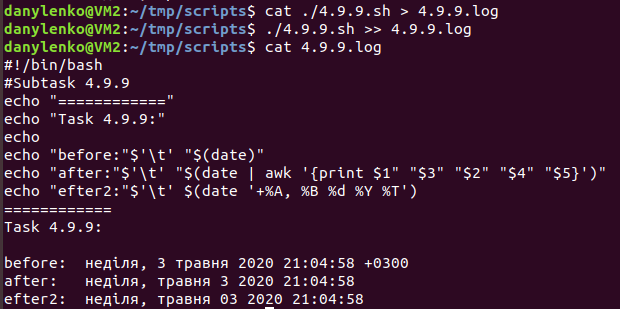 danylenko@VM2:~/tmp/scripts$ cat ./4.9.9.sh > 4.9.9.log
danylenko@VM2:~/tmp/scripts$ ./4.9.9.sh >> 4.9.9.log
danylenko@VM2:~/tmp/scripts$ cat 4.9.9.log
#!/bin/bash
#Subtask 4.9.9
echo "============"
echo "Task 4.9.9:"
echo
echo "before:"$'\t' "$(date)"
echo "after:"$'\t' "$(date | awk '{print $1" "$3" "$2" "$4" "$5}')"
echo "efter2:"$'\t' $(date '+%A, %B %d %Y %T')
============
Task 4.9.9:

before:  неділя, 3 травня 2020 21:04:58 +0300
after:   неділя, травня 3 2020 21:04:58
efter2:  неділя, травня 03 2020 21:04:58